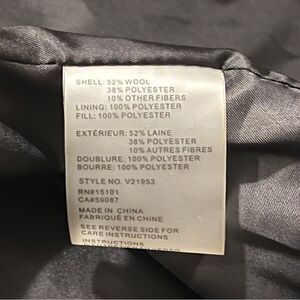 SHELL: 52% WOOL
38% POLYESTER
10% OTHER FIBERS
LINING: 100% POLYESTER
FILL: 100% POLYESTER
EXTÉRIEUR: 52% LAINE
38% POLYESTER
10% AUTRES FIBRES
DOUBLURE: 100% POLYESTER
BOURRE: 100% POLYESTER
STYLE NO. V21953
RN#15101
CA#59087
MADE IN CHINA
FABRIQUÉ EN CHINE
SEE REVERSE SIDE FOR
CARE INSTRUCTIONS
INSTRUCTIONS